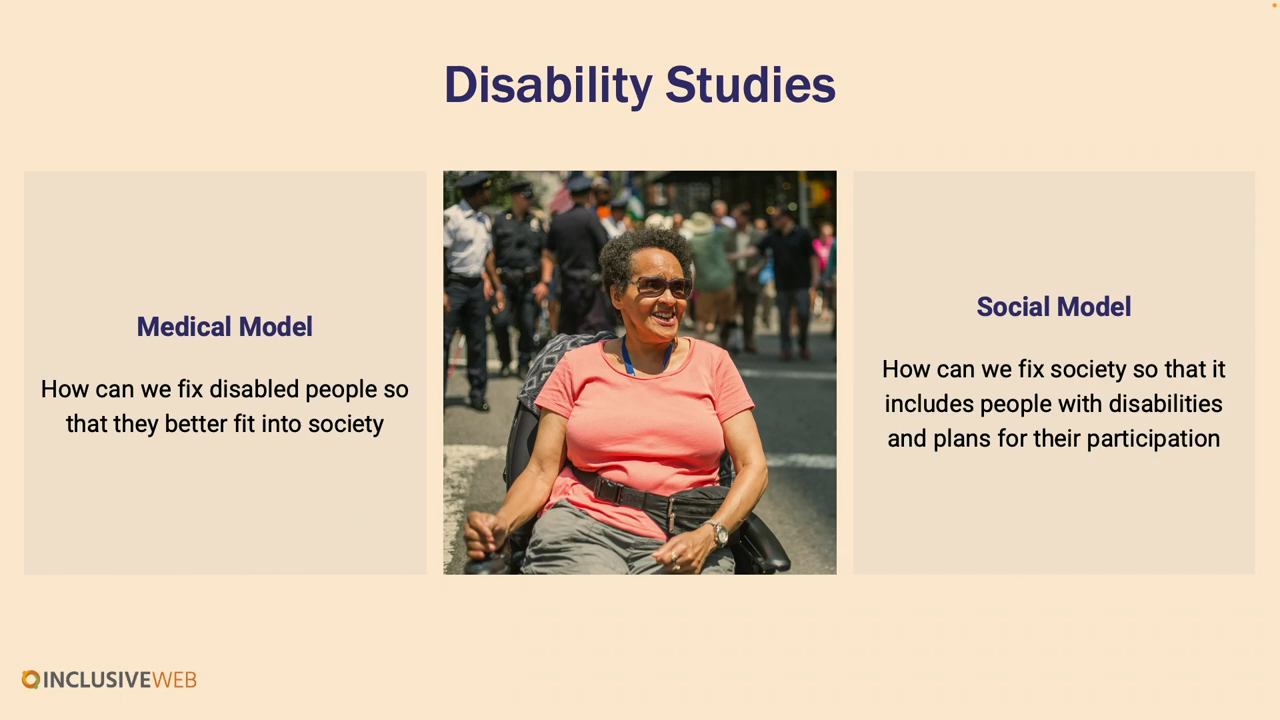 Disability Studies
Medical Model
How can we fix disabled people so
that they better fit into society
Social Model
How can we fix society so that it
includes people with disabilities
and plans for their participation
INCLUSIVEWEB